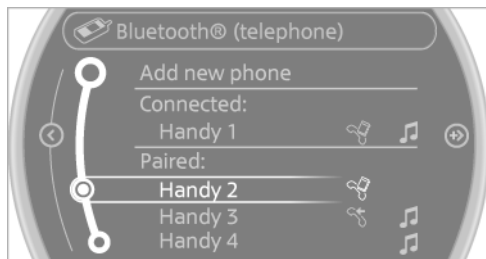 Bluetooth® (telephone)
Add new phone
Connected:
Handy 1
Paired:
Handy 2
Handy 3
Handy 4